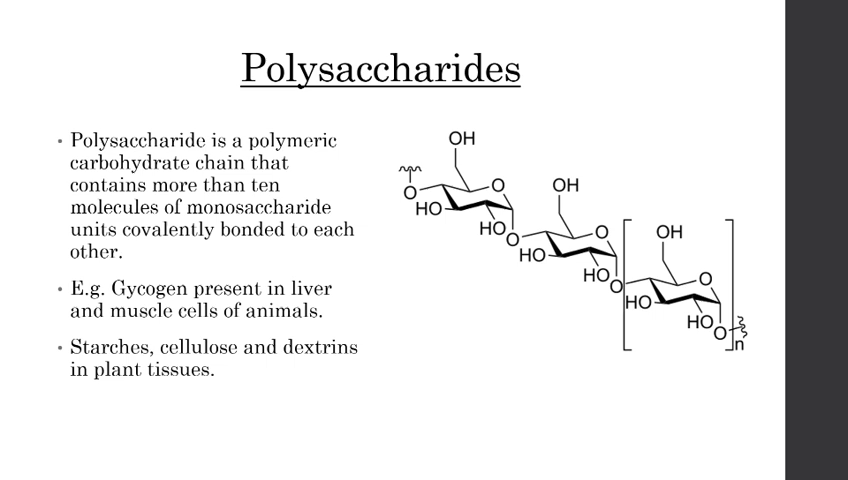 Polysaccharides
• Polysaccharide is a polymeric
carbohydrate chain that
contains more than ten
molecules of monosaccharide
units covalently bonded to each
other.
• E.g. Gycogen present in liver
and muscle cells of animals.
• Starches, cellulose and dextrins
in plant tissues.
OH
O
O
HO
HO
OH
O
O
HO
HO
OH
O
O
HO
HO
O
n